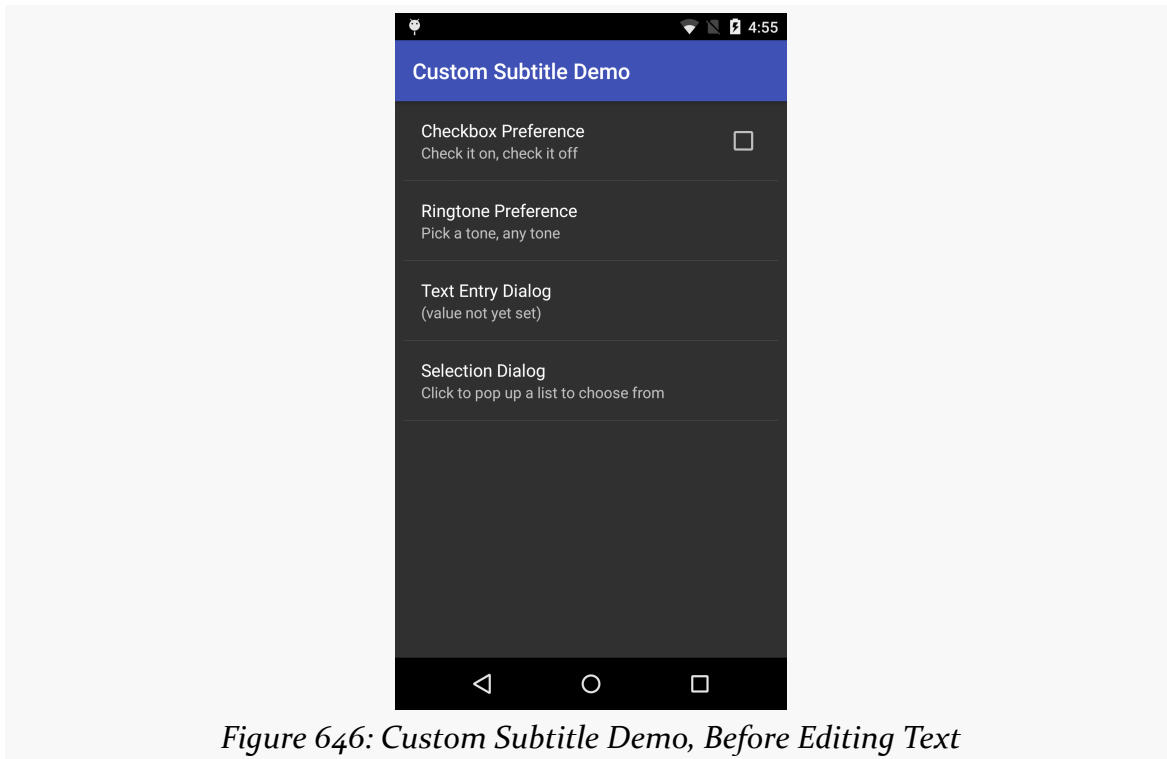 4:55
Custom Subtitle Demo
Checkbox Preference
Check it on, check it off
Ringtone Preference
Pick a tone, any tone
Text Entry Dialog
(value not yet set)
Selection Dialog
Click to pop up a list to choose from
Figure 646: Custom Subtitle Demo, Before Editing Text